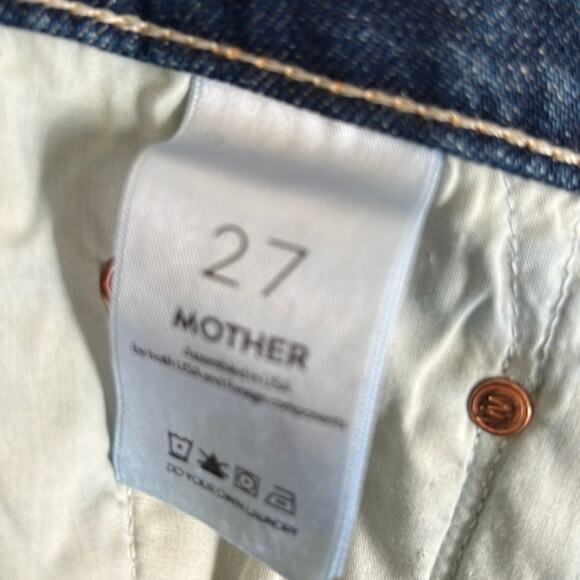 27
MOTHER
Assembled in USA
by both USA and foreign components
DO YOUR OWN LAUNDRY